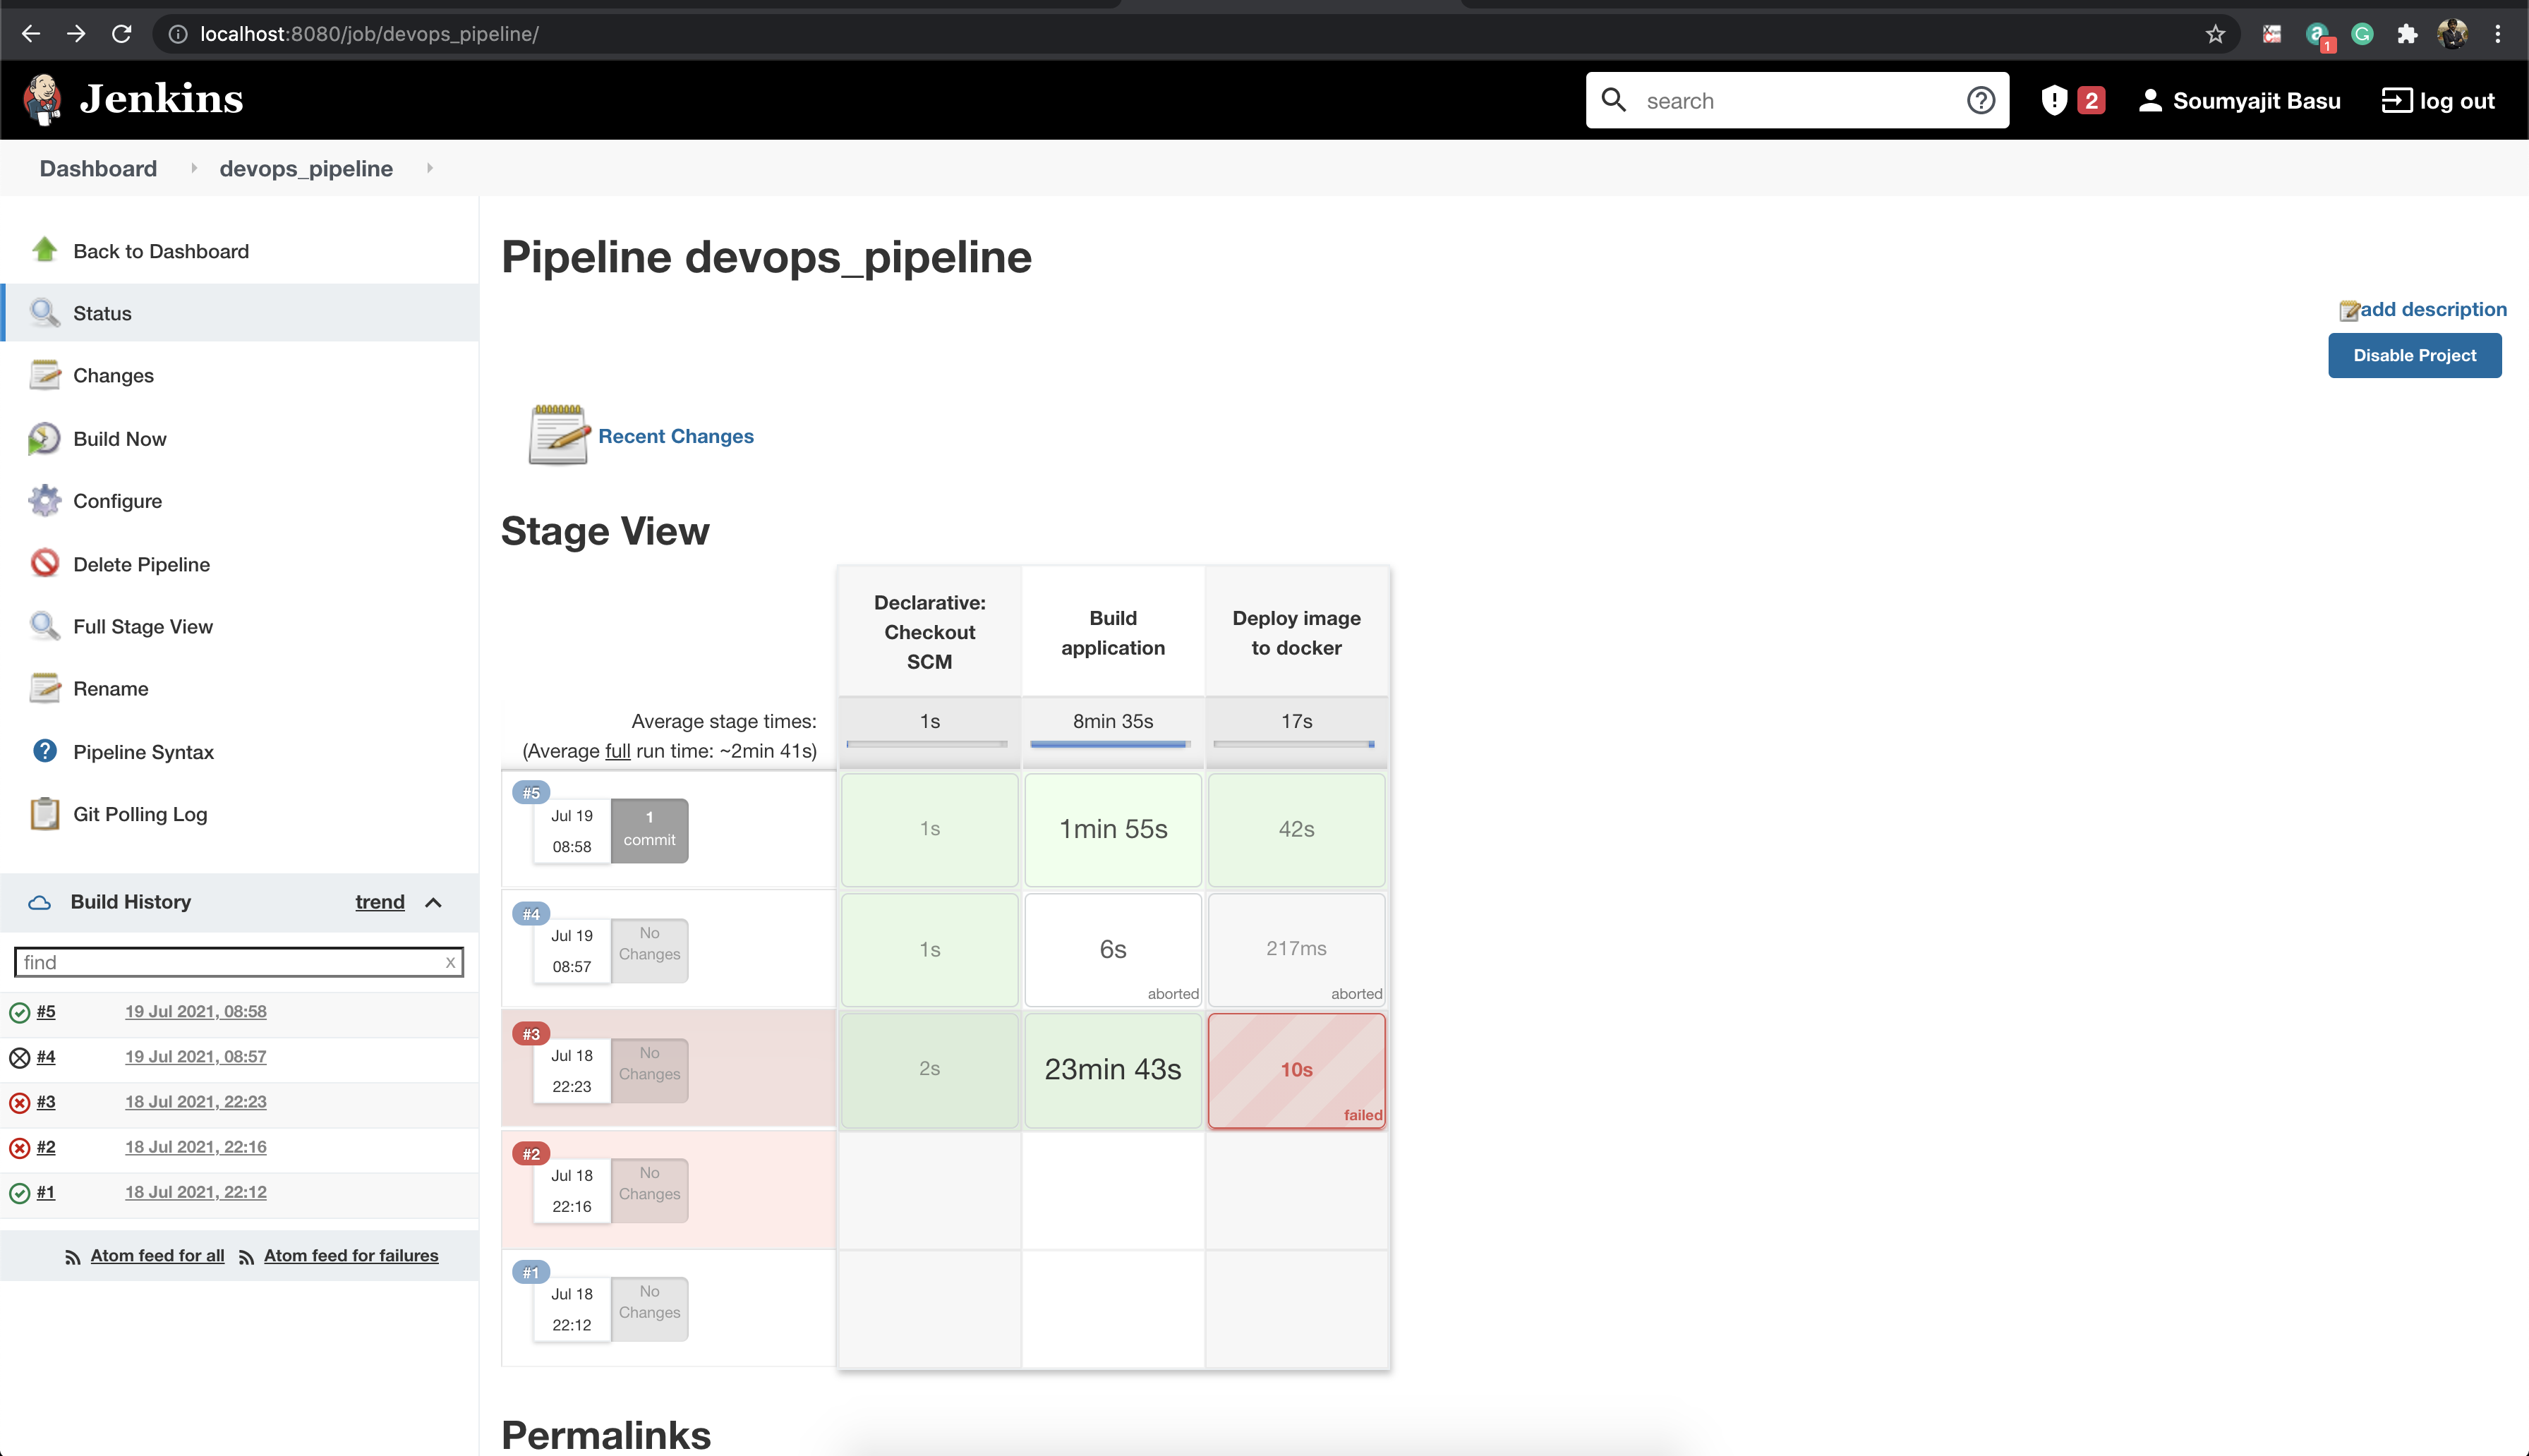 localhost:8080/job/devops_pipeline/
1
Jenkins
search
2
Soumyajit Basu
log out
Dashboard
devops_pipeline
Back to Dashboard
Status
Changes
Build Now
Configure
Delete Pipeline
Full Stage View
Rename
Pipeline Syntax
Git Polling Log
Build History
trend
find
x
#5 19 Jul 2021, 08:58
#4 19 Jul 2021, 08:57
#3 18 Jul 2021, 22:23
#2 18 Jul 2021, 22:16
#1 18 Jul 2021, 22:12
Atom feed for all
Atom feed for failures
Pipeline devops_pipeline
add description
Disable Project
Recent Changes
Stage View
Declarative:
Checkout
SCM
Build
application
Deploy image
to docker
Average stage times:
(Average full run time: ~2min 41s)
1s
8min 35s
17s
#5
Jul 19
08:58
1
commit
1s
1min 55s
42s
#4
Jul 19
08:57
No
Changes
1s
6s
aborted
217ms
aborted
#3
Jul 18
22:23
No
Changes
2s
23min 43s
10s
failed
#2
Jul 18
22:16
No
Changes
#1
Jul 18
22:12
No
Changes
Permalinks